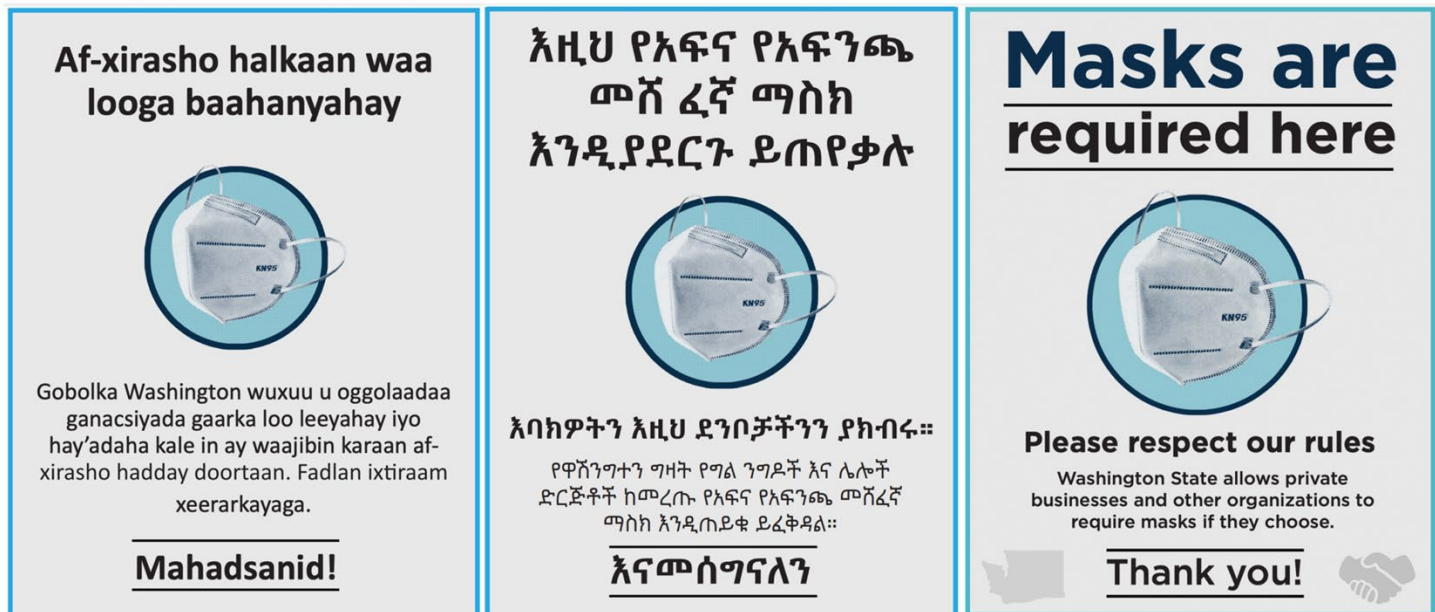 Af-xirasho halkaan waa
looga baahanyahay
KN95
Gobolka Washington wuxuu u oggolaadaa
ganacsiyada gaarka loo leeyahay iyo
hay’adaha kale in ay waajibin karaan af-
xirasho hadday doortaan. Fadlan ixtiraam
xeerarkayaga.
Mahadsanid!
እዚህ የአፍና የአፍንጫ
መሸ ፈኛ ማስክ
እንዲያደርጉ ይጠየቃሉ
KN95
እባክዎትን እዚህ ደንቦቻችንን ያክብሩ።
የዋሽንግተን ግዛት የግል ንግዶች እና ሌሎች
ድርጅቶች ከመረጡ የአፍና የአፍንጫ መሸፈኛ
ማስክ እንዲጠይቁ ይፈቅዳል።
እናመሰግናለን
Masks are
required here
KN95
Please respect our rules
Washington State allows private
businesses and other organizations to
require masks if they choose.
Thank you!